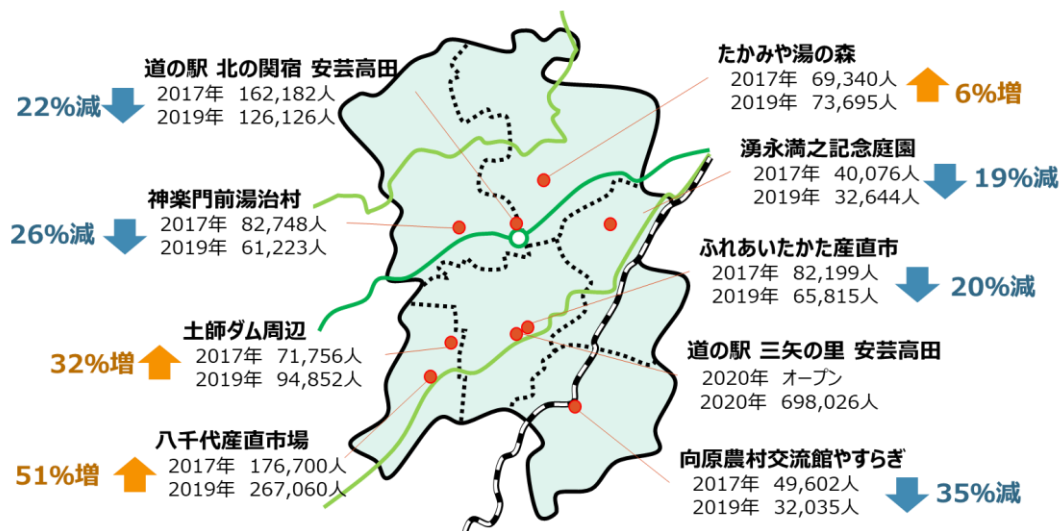 道の駅 北の関宿 安芸高田
2017年 162,182人
2019年 126,126人
22%減
神楽門前湯治村
2017年 82,748人
2019年 61,223人
26%減
土師ダム周辺
2017年 71,756人
2019年 94,852人
32%増
八千代産直市場
2017年 176,700人
2019年 267,060人
51%増
たかみや湯の森
2017年 69,340人
2019年 73,695人
6%増
湧永満之記念庭園
2017年 40,076人
2019年 32,644人
19%減
ふれあいたかた産直市
2017年 82,199人
2019年 65,815人
20%減
道の駅 三矢の里 安芸高田
2020年 オープン
2020年 698,026人
向原農村交流館やすらぎ
2017年 49,602人
2019年 32,035人
35%減